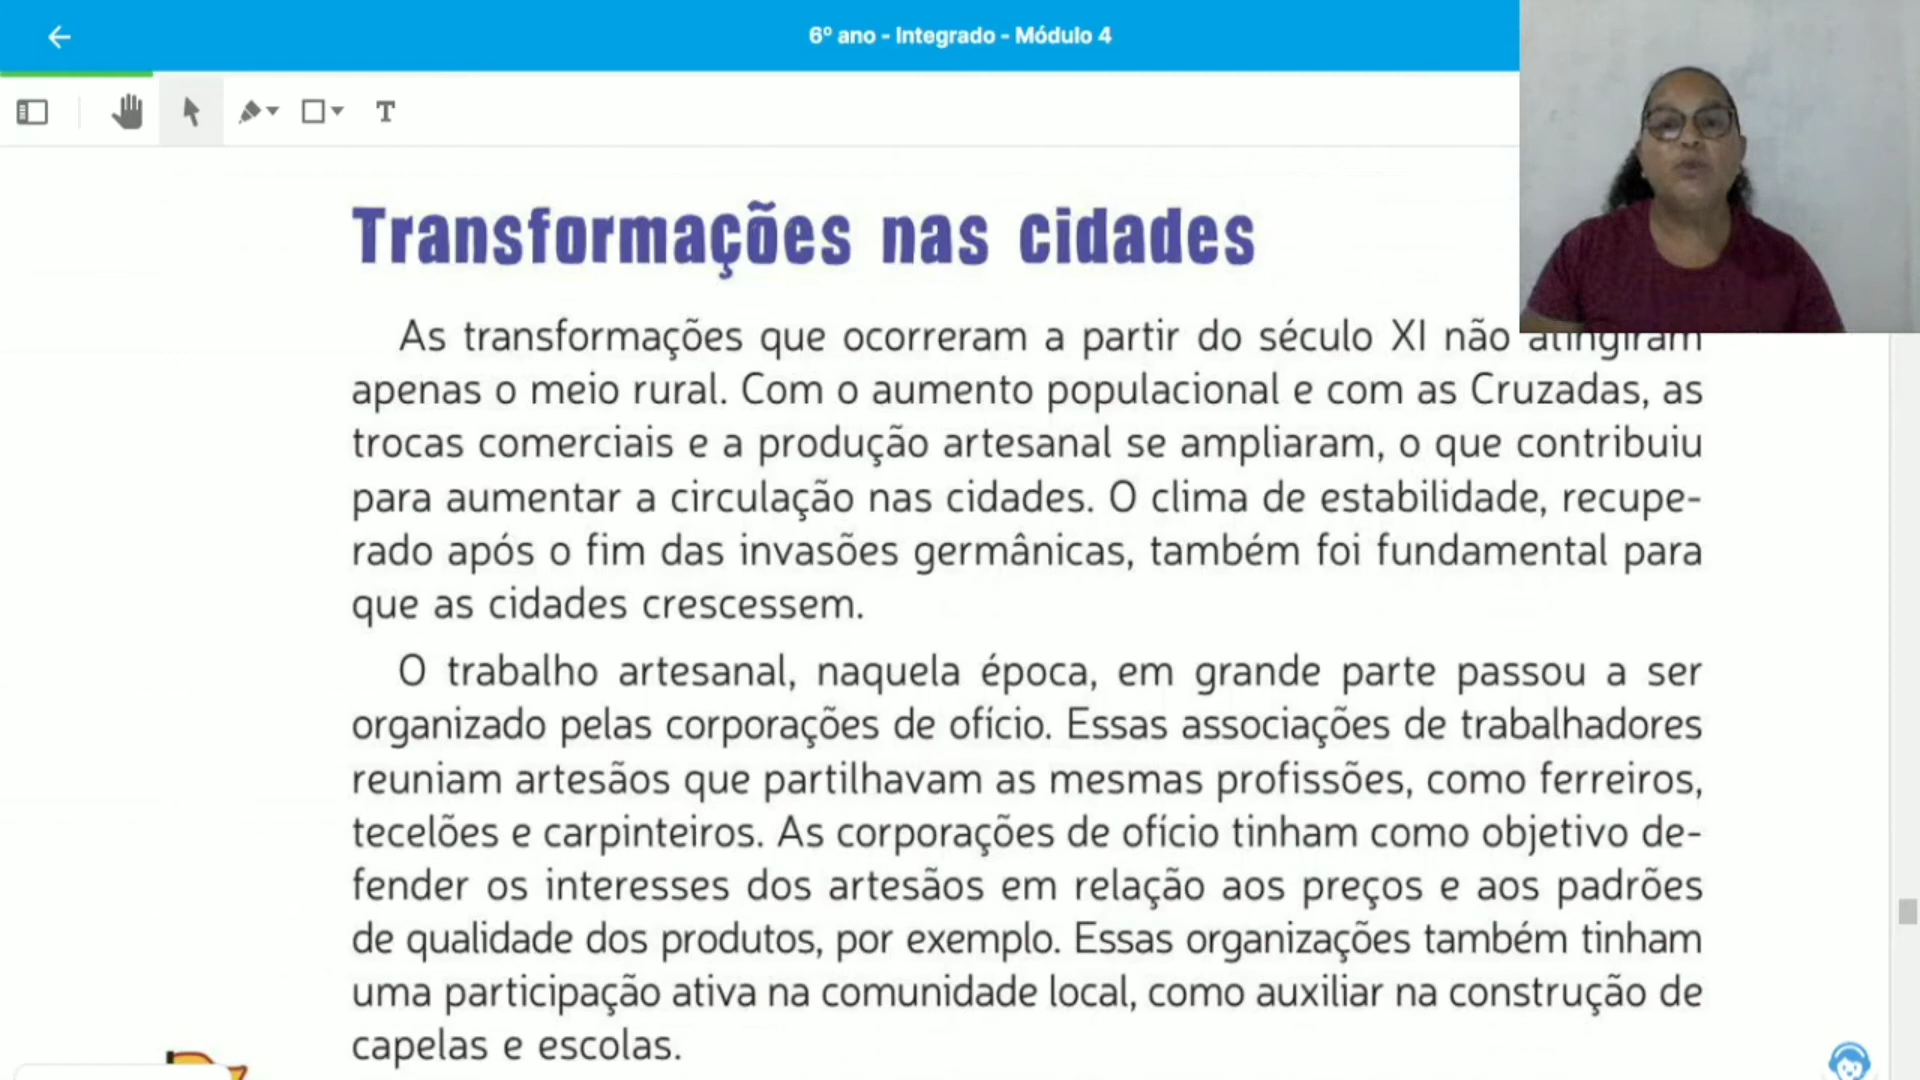 6º ano - Integrado - Módulo 4
T
Transformações nas cidades
As transformações que ocorreram a partir do século XI não atingiram
apenas o meio rural. Com o aumento populacional e com as Cruzadas, as
trocas comerciais e a produção artesanal se ampliaram, o que contribuiu
para aumentar a circulação nas cidades. O clima de estabilidade, recupe-
rado após o fim das invasões germânicas, também foi fundamental para
que as cidades crescessem.
O trabalho artesanal, naquela época, em grande parte passou a ser
organizado pelas corporações de ofício. Essas associações de trabalhadores
reuniam artesãos que partilhavam as mesmas profissões, como ferreiros,
tecelões e carpinteiros. As corporações de ofício tinham como objetivo de-
fender os interesses dos artesãos em relação aos preços e aos padrões
de qualidade dos produtos, por exemplo. Essas organizações também tinham
uma participação ativa na comunidade local, como auxiliar na construção de
capelas e escolas.